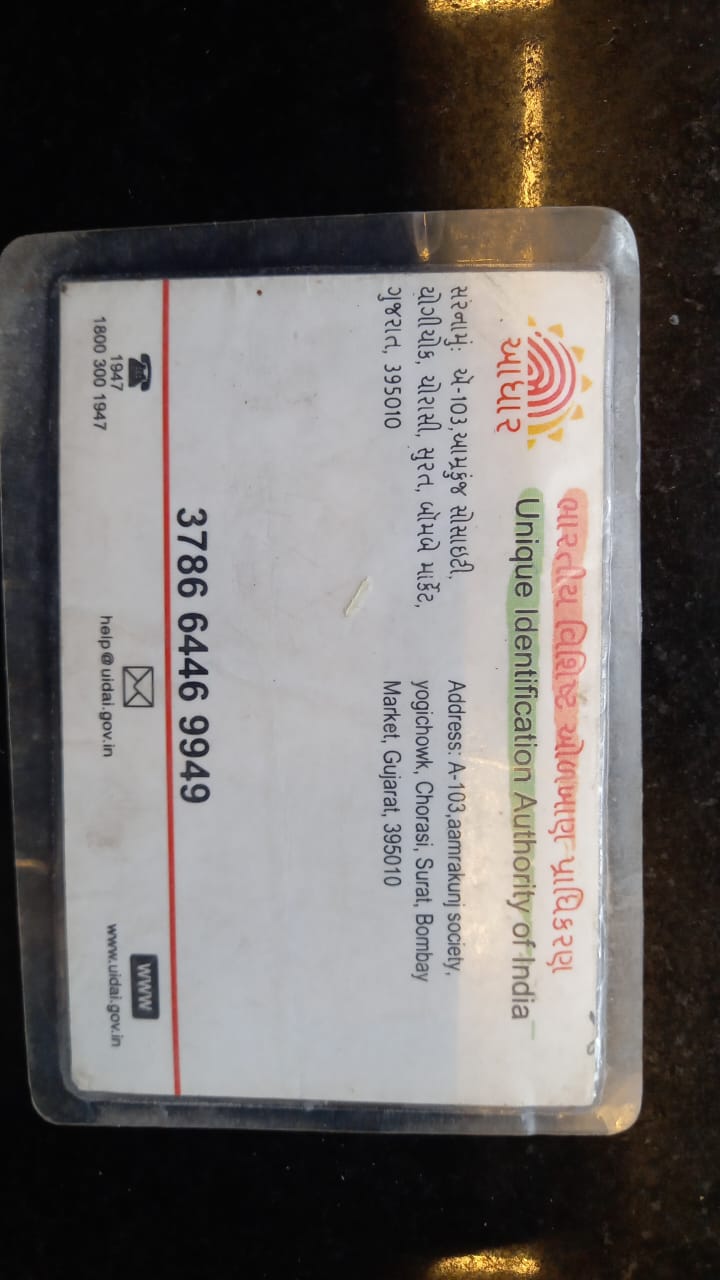 ભારતીય વિશિષ્ટ ઓળખાણ પ્રાધિકરણ
Unique Identification Authority of India
આધાર
સરનામું: એ-103,આમ્રકુંજ સોસાઇટી,
યોગીચોક, ચોરાસી, સુરત, બોમબે માર્કેટ,
ગુજરાત, 395010
Address: A-103,aamrakunj society,
yogichowk, Chorasi, Surat, Bombay
Market, Gujarat, 395010
3786 6446 9949
1947
1800 300 1947
help@uidai.gov.in
www
www.uidai.gov.in